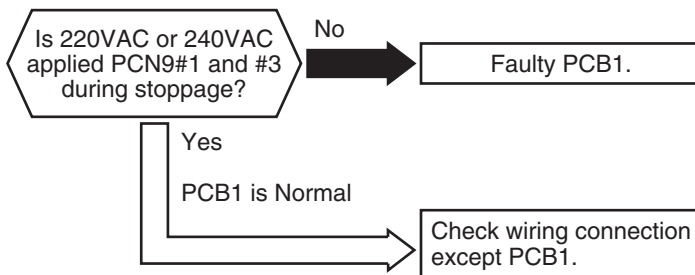 Is 220VAC or 240VAC
applied PCN9#1 and #3
during stoppage?
No
Faulty PCB1.
Yes
PCB1 is Normal
Check wiring connection
except PCB1.